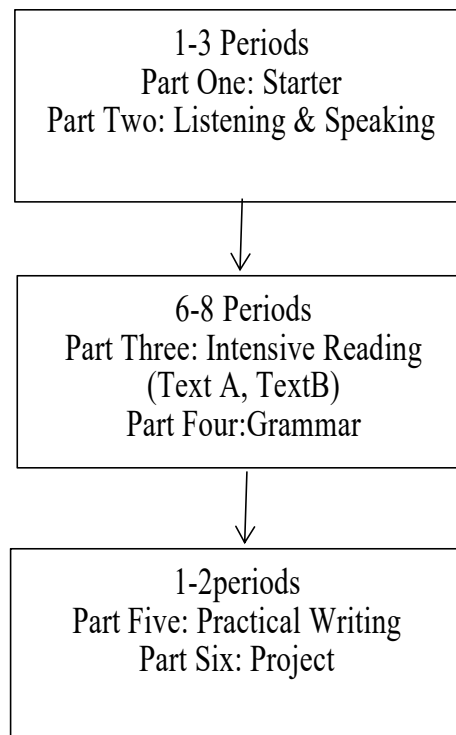 1-3 Periods
Part One: Starter
Part Two: Listening & Speaking
6-8 Periods
Part Three: Intensive Reading
(Text A, TextB)
Part Four:Grammar
1-2periods
Part Five: Practical Writing
Part Six: Project